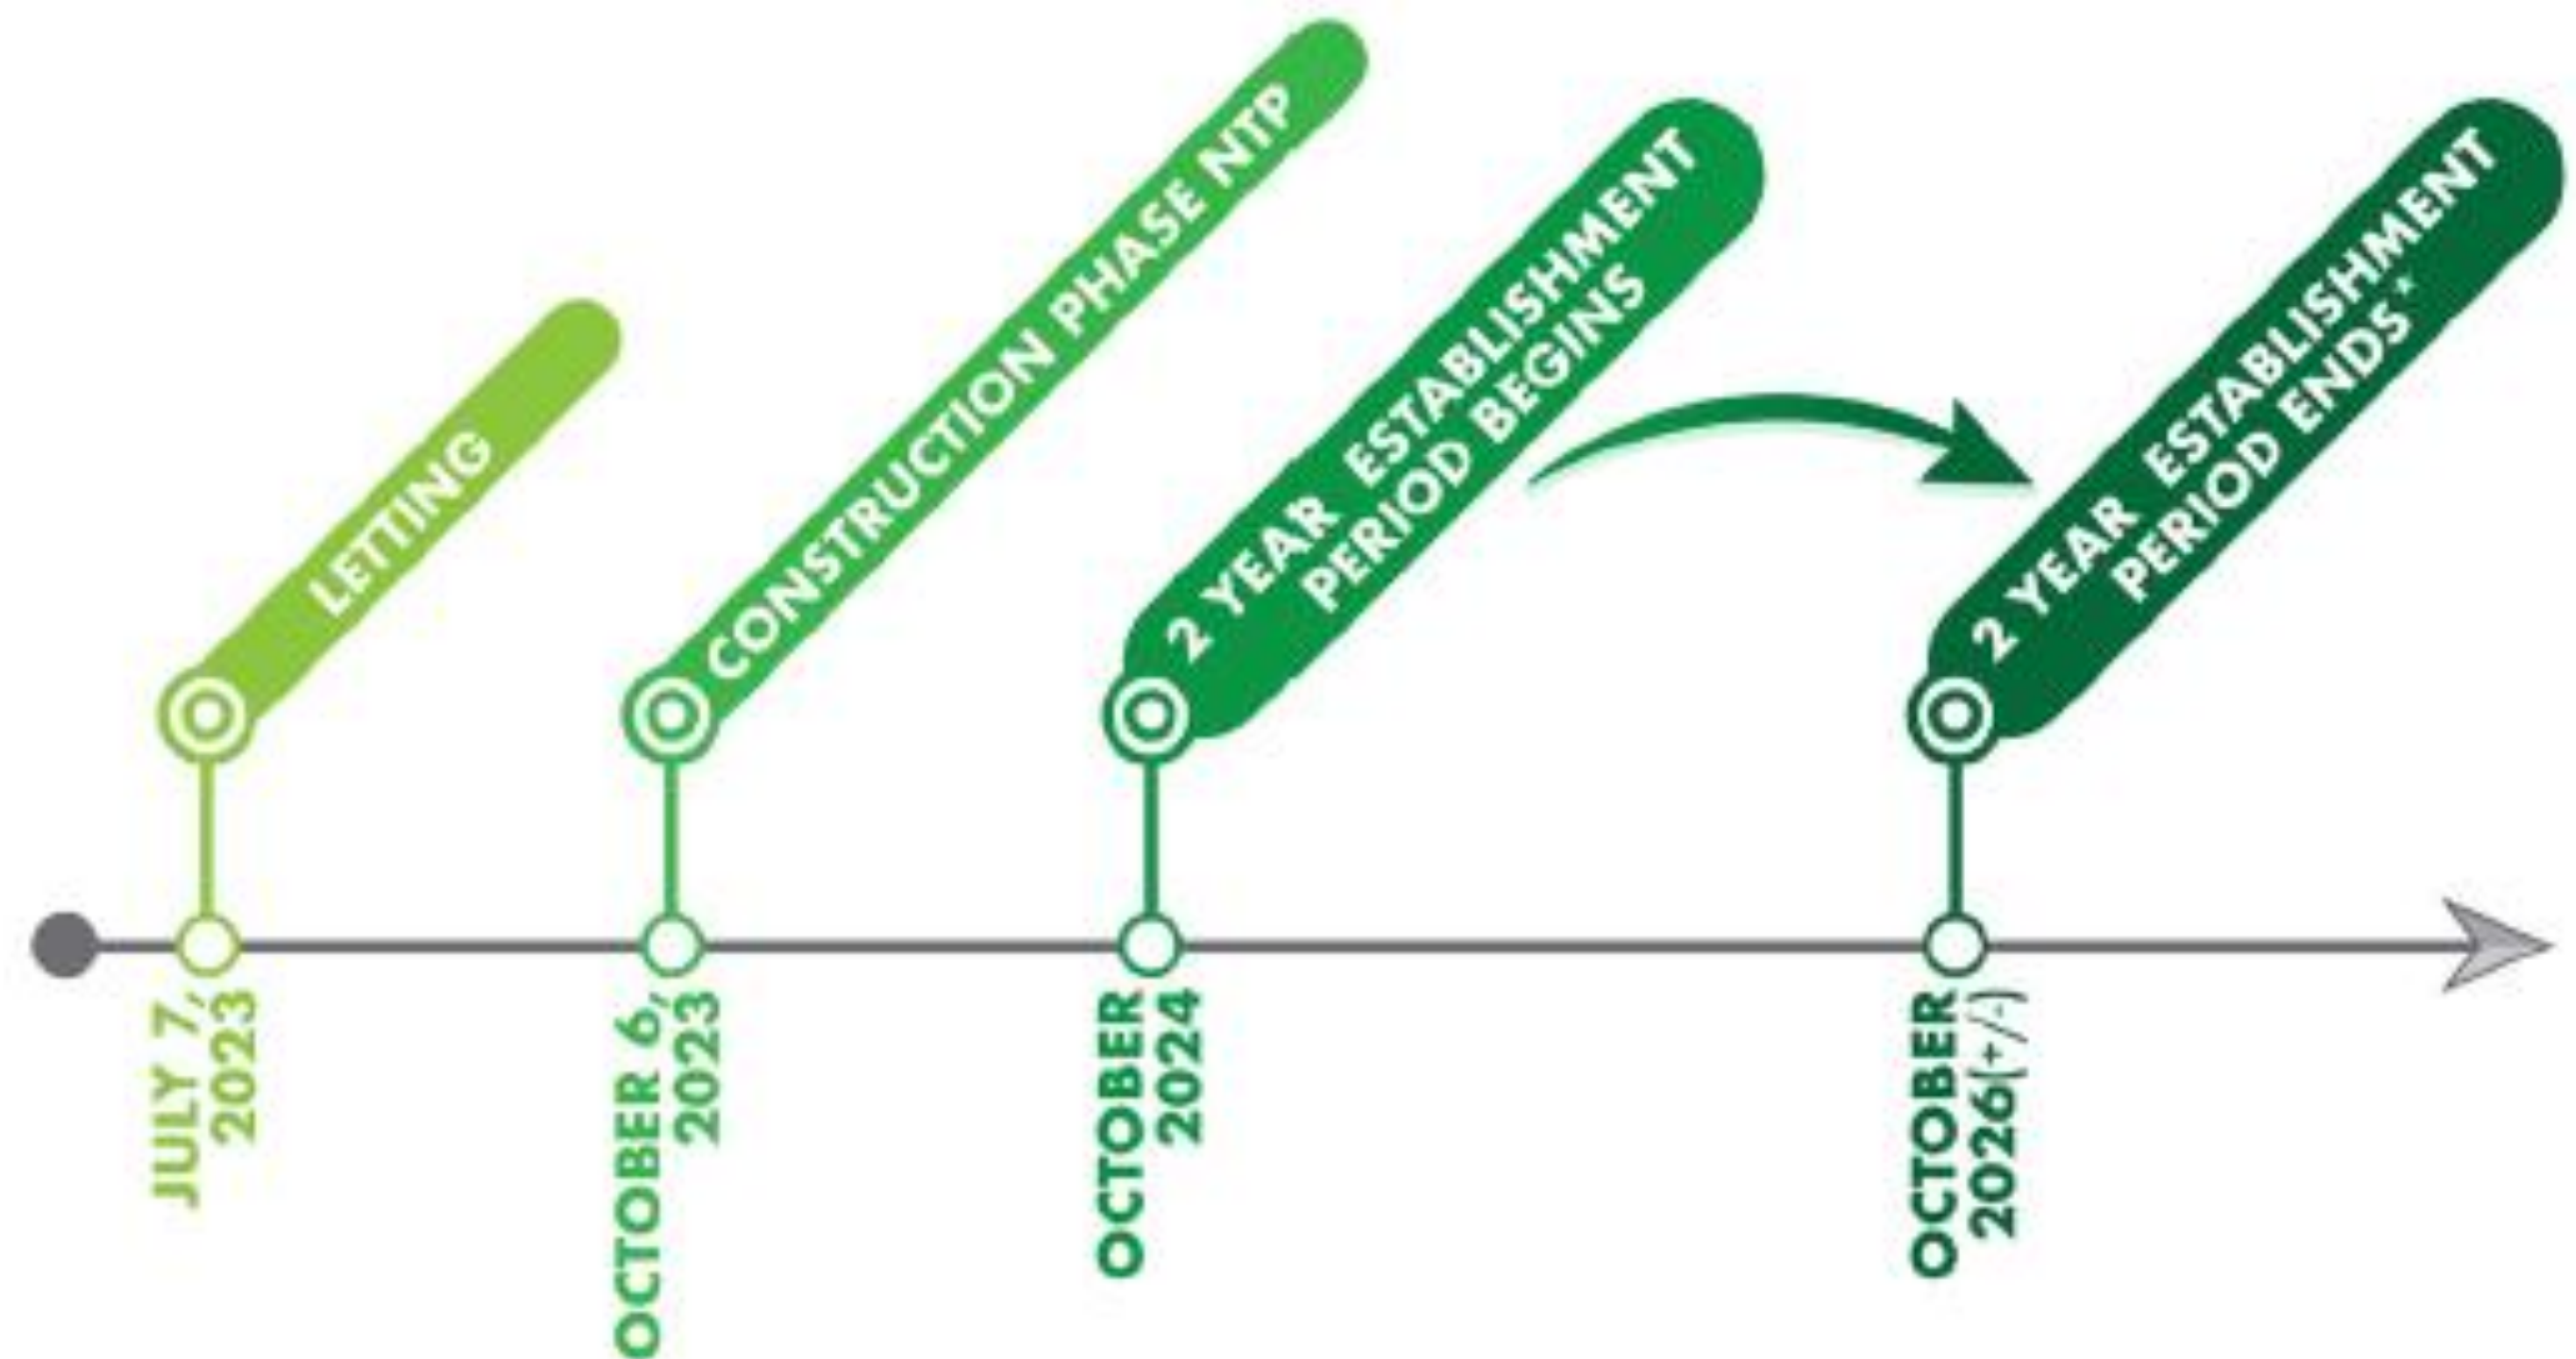 LETTING
CONSTRUCTION PHASE NTP
2 YEAR ESTABLISHMENT
PERIOD BEGINS
2 YEAR ESTABLISHMENT
PERIOD ENDS*
JULY 7,
2023
OCTOBER 6,
2023
OCTOBER
2024
OCTOBER
2026(+/-)